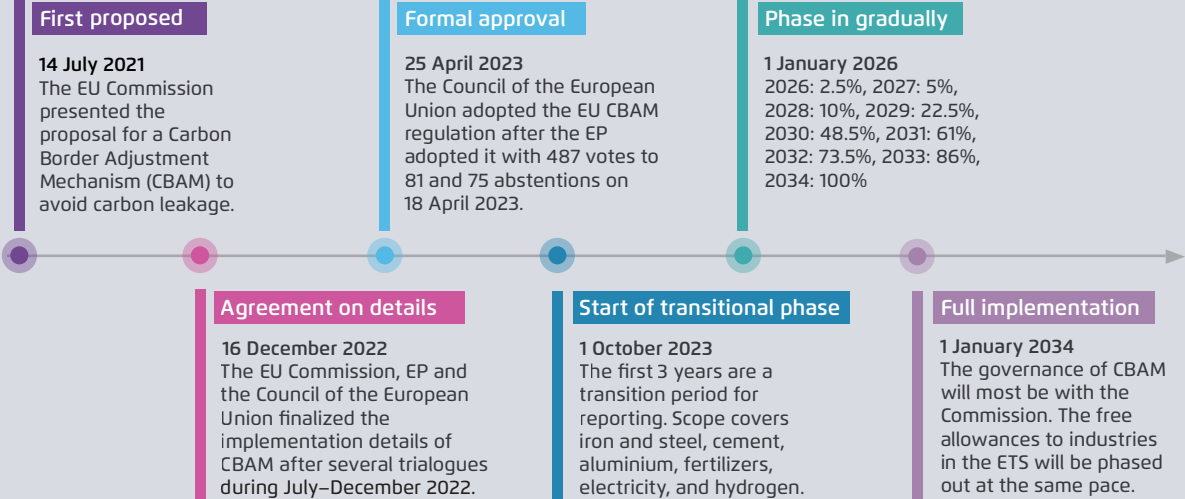 First proposed
14 July 2021
The EU Commission
presented the
proposal for a Carbon
Border Adjustment
Mechanism (CBAM) to
avoid carbon leakage.
Agreement on details
16 December 2022
The EU Commission, EP and
the Council of the European
Union finalized the
implementation details of
CBAM after several trialogues
during July–December 2022.
Formal approval
25 April 2023
The Council of the European
Union adopted the EU CBAM
regulation after the EP
adopted it with 487 votes to
81 and 75 abstentions on
18 April 2023.
Start of transitional phase
1 October 2023
The first 3 years are a
transition period for
reporting. Scope covers
iron and steel, cement,
aluminium, fertilizers,
electricity, and hydrogen.
Phase in gradually
1 January 2026
2026: 2.5%, 2027: 5%,
2028: 10%, 2029: 22.5%,
2030: 48.5%, 2031: 61%,
2032: 73.5%, 2033: 86%,
2034: 100%
Full implementation
1 January 2034
The governance of CBAM
will most be with the
Commission. The free
allowances to industries
in the ETS will be phased
out at the same pace.